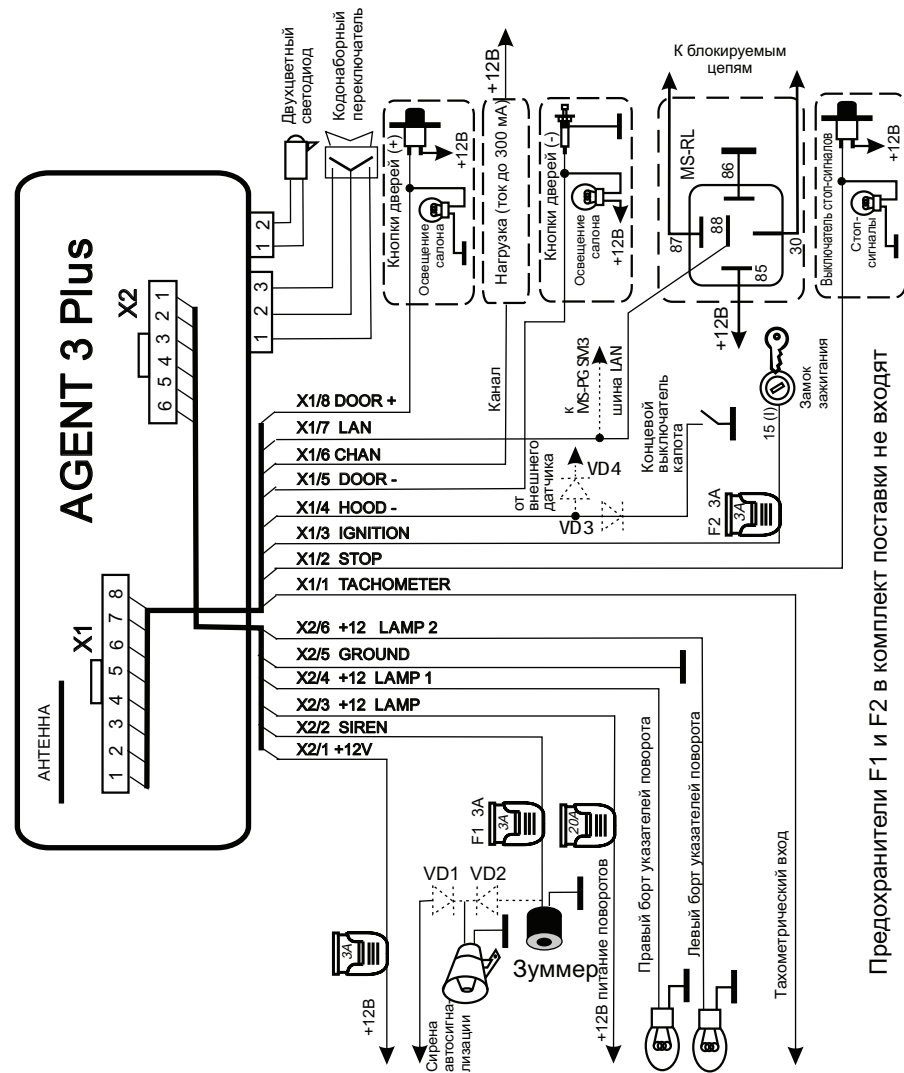 AGENT 3 Plus
АНТЕННА
X1
1 2 3 4 5 6 7 8
X2
6 5 4 3 2 1
1 2 3
1 2
Двухцветный
светодиод
Кодонаборный
переключатель
X1/8 DOOR +
X1/7 LAN
X1/6 CHAN
X1/5 DOOR -
X1/4 HOOD -
X1/3 IGNITION
X1/2 STOP
X1/1 TACHOMETER
X2/6 +12 LAMP 2
X2/5 GROUND
X2/4 +12 LAMP 1
X2/3 +12 LAMP
X2/2 SIREN
X2/1 +12V
Кнопки дверей (+)
Освещение
салона
+12В
Канал
Нагрузка (ток до 300 мА)
+12В
Кнопки дверей (-)
Освещение
салона
+12В
К блокируемым
цепям
MS-RL
87
86
88
85
30
+12В
к
MS-PG SM3
шина LAN
от
внешнего
датчика
VD4
VD3
Концевой
выключатель
капота
Выключатель стоп-сигналов
Стоп-
сигналы
+12В
F2 3А
3А
15 (I)
Замок
зажигания
3А
+12В
VD1
VD2
Сирена
автосигна-
лизации
F1 3А
3А
Зуммер
20А
+12В питание поворотов
Правый борт указателей поворота
Левый борт указателей поворота
Тахометрический вход
Предохранители F1 и F2 в комплект поставки не входят